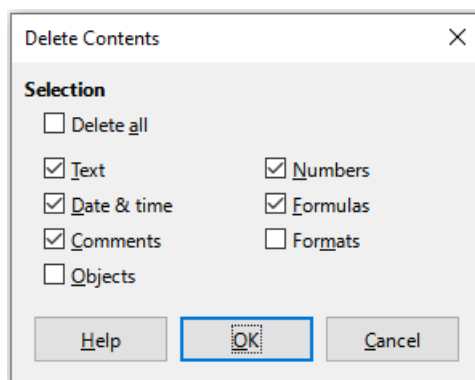 Delete Contents
Selection
Delete all
Text
Numbers
Date & time
Formulas
Comments
Formats
Objects
Help
OK
Cancel